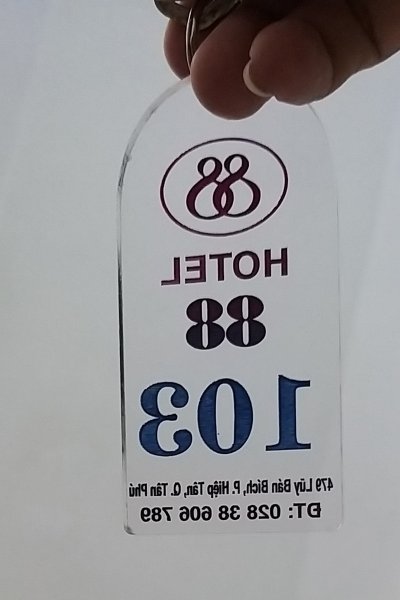 88
HOTEL
88
103
479 Lũy Bán Bích, P. Hiệp Tân, Q. Tân Phú
ĐT: 028 38 606 789